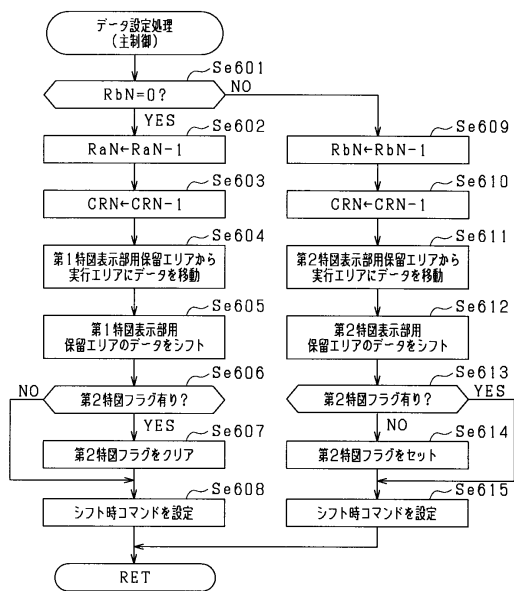 データ設定処理
(主制御)
Se601
RbN=0?
NO
YES
Se602
RaN←RaN-1
Se603
CRN←CRN-1
Se604
第1特図表示部用保留エリアから
実行エリアにデータを移動
Se605
第1特図表示部用
保留エリアのデータをシフト
Se606
NO
第2特図フラグ有り?
YES
Se607
第2特図フラグをクリア
Se608
シフト時コマンドを設定
RET
Se609
RbN←RbN-1
Se610
CRN←CRN-1
Se611
第2特図表示部用保留エリアから
実行エリアにデータを移動
Se612
第2特図表示部用
保留エリアのデータをシフト
Se613
第2特図フラグ有り?
YES
NO
Se614
第2特図フラグをセット
Se615
シフト時コマンドを設定